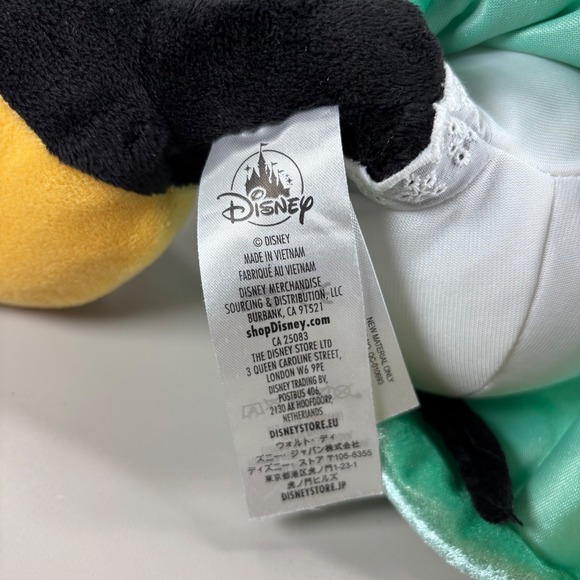 Disney
© DISNEY
MADE IN VIETNAM
FABRIQUÉ AU VIETNAM
DISNEY MERCHANDISE
SOURCING & DISTRIBUTION, LLC
BURBANK, CA 91521
shopDisney.com
CA 25083
THE DISNEY STORE LTD
3 QUEEN CAROLINE STREET,
LONDON W6 9PE
DISNEY TRADING BV,
POSTBUS 406,
2130 AK HOOFDDORP,
NETHERLANDS
DISNEYSTORE.EU
ウォルト・ディ
ズニー・ジャパン株式会社
ディズニー・ストア 〒105-6355
東京都港区虎ノ門1-23-1
虎ノ門ヒルズ
DISNEYSTORE.JP
NEW MATERIAL ONLY